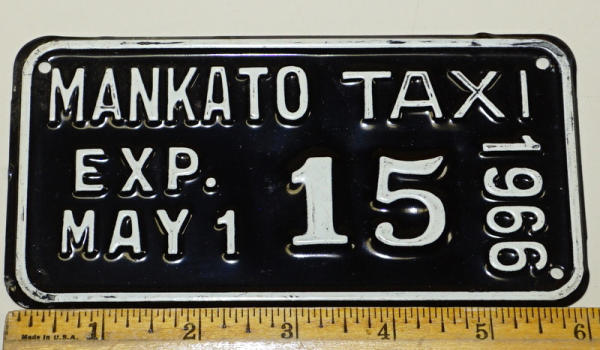 MANKATO TAXI
EXP.
MAY 1
15
1966
Made in U.S.A.
1 2 3 4 5 6